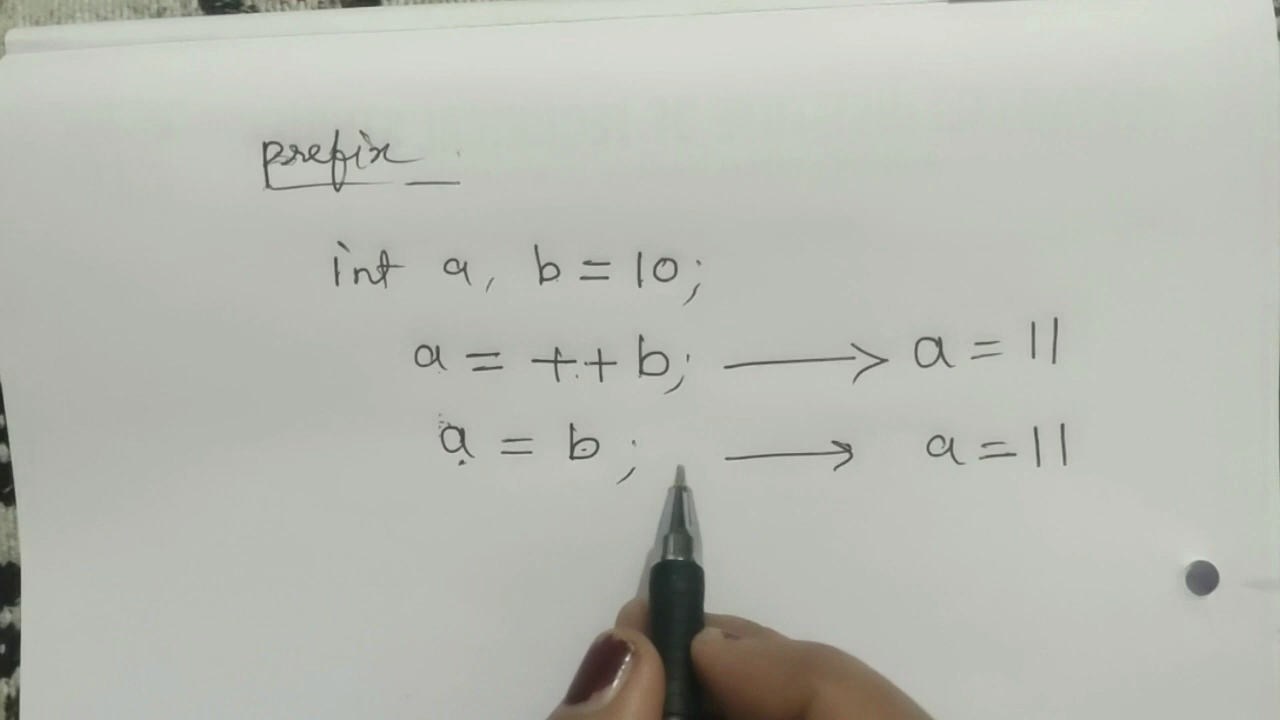 prefix
int a, b = 10;
a = ++b; ⟶ a = 11
a = b; ⟶ a = 11